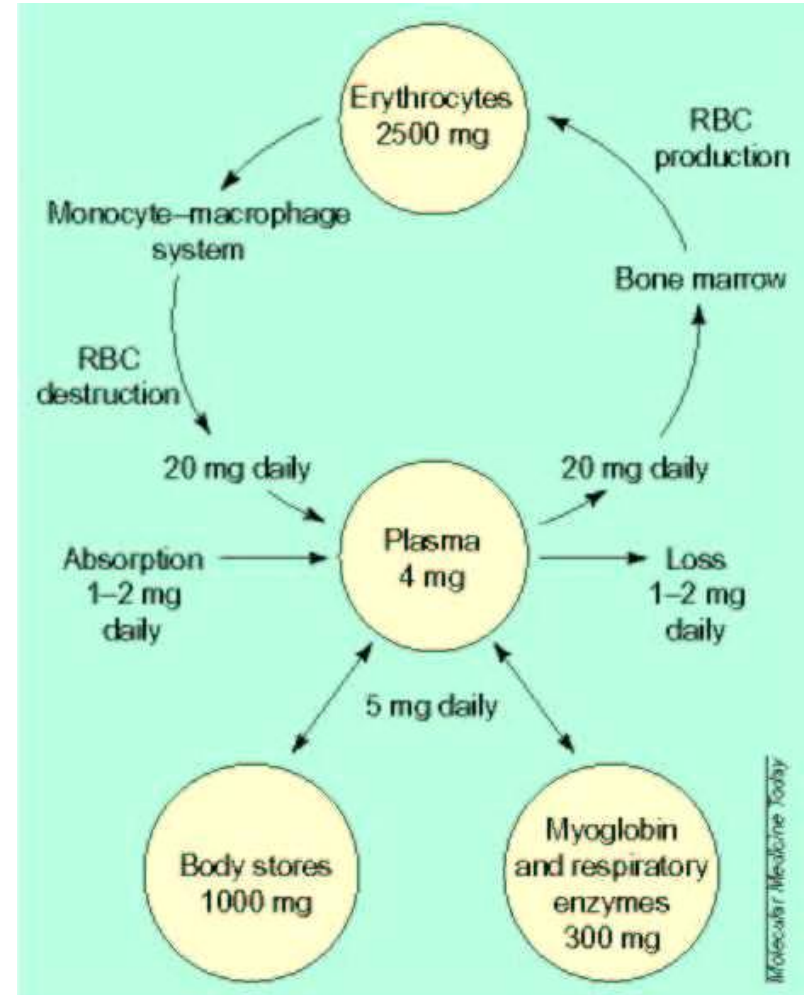 Erythrocytes
2500 mg
RBC
production
Monocyte–macrophage
system
Bone marrow
RBC
destruction
20 mg daily
20 mg daily
Plasma
4 mg
Absorption
1–2 mg
daily
Loss
1–2 mg
daily
5 mg daily
Body stores
1000 mg
Myoglobin
and respiratory
enzymes
300 mg
Molecular Medicine Today